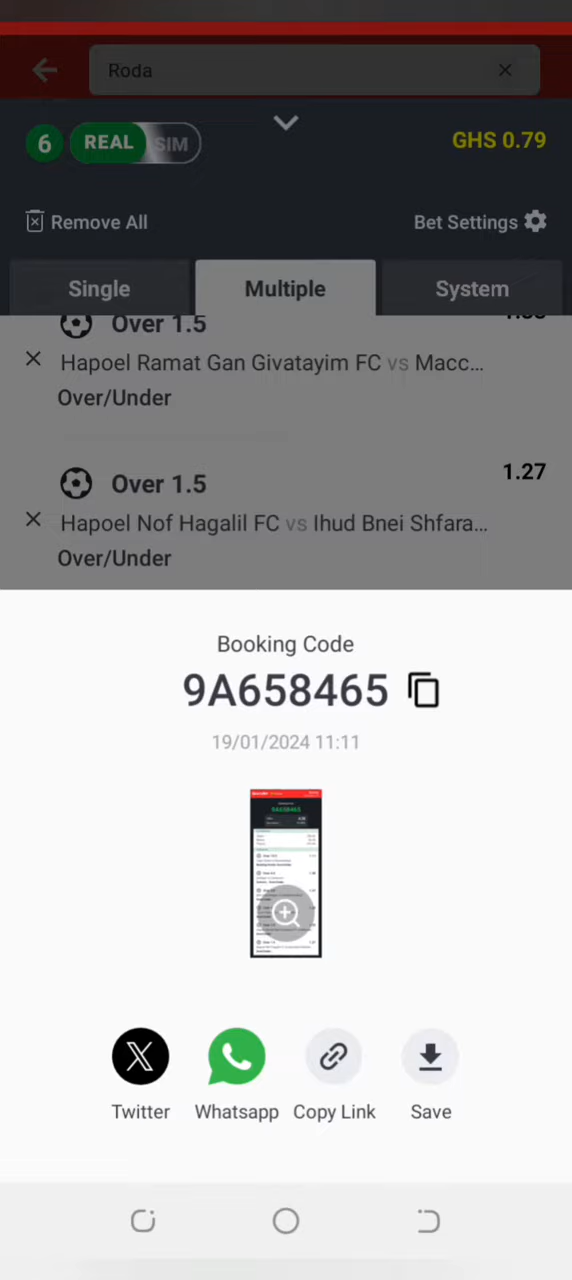 Roda
6 REAL SIM GHS 0.79
Remove All Bet Settings
Single Multiple System
Over 1.5
Hapoel Ramat Gan Givatayim FC vs Macc...
Over/Under
Over 1.5 1.27
Hapoel Nof Hagalil FC vs Ihud Bnei Shfara...
Over/Under
Booking Code
9A658465
19/01/2024 11:11
9A658465
Twitter Whatsapp Copy Link Save